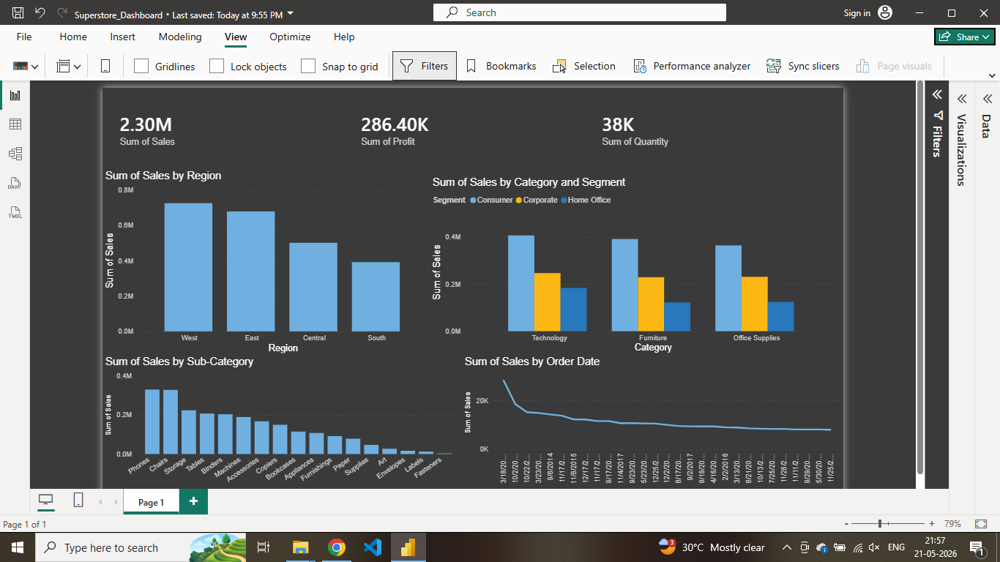 Superstore_Dashboard • Last saved: Today at 9:55 PM
Search
Sign in
File Home Insert Modeling View Optimize Help
Share
Gridlines Lock objects Snap to grid Filters Bookmarks Selection Performance analyzer Sync slicers Page visuals
DAX
TMDL
2.30M
Sum of Sales
286.40K
Sum of Profit
38K
Sum of Quantity
Sum of Sales by Region
Sum of Sales
0.8M
0.6M
0.4M
0.2M
0.0M
West East Central South
Region
Sum of Sales by Category and Segment
Segment Consumer Corporate Home Office
Sum of Sales
0.4M
0.2M
0.0M
Technology Furniture Office Supplies
Category
Sum of Sales by Sub-Category
Sum of Sales
0.4M
0.2M
0.0M
Phones Chairs Storage Tables Binders Machines Accessories Copiers Bookcases Appliances Furnishings Paper Supplies Art Envelopes Labels Fasteners
Sum of Sales by Order Date
Sum of Sales
20K
0K
3/18/20... 10/2/20... 10/22/2... 3/23/20... 9/8/2014 11/17/2... 11/8/2015 12/17/2... 11/17/2... 9/17/20... 11/4/2017 11/23/20... 5/23/20... 12/25/2... 12/2/20... 8/17/20... 9/2/2017 9/19/20... 4/16/20... 2/2/2016 3/13/20... 8/21/20... 10/13/2... 7/25/20... 11/26/2... 11/11/2... 9/29/20... 5/30/20... 11/25/2...
Filters
Visualizations
Data
Page 1
Page 1 of 1
- + 79%
Type here to search
3
30°C Mostly clear
ENG
21:57
21-05-2026
1